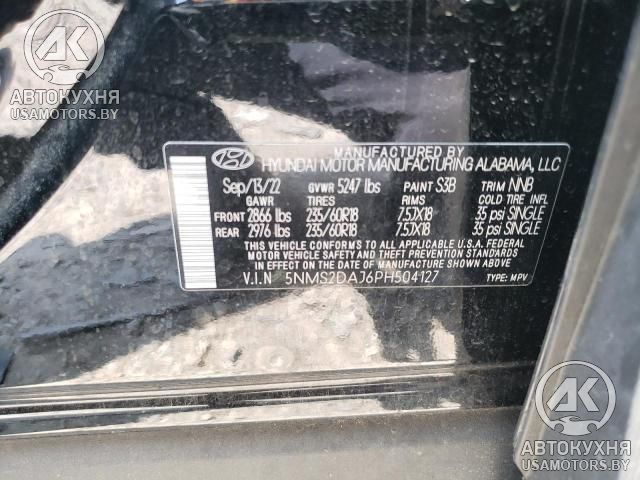 AK
АВТОКУХНЯ
USAMOTORS.BY
MANUFACTURED BY
HYUNDAI MOTOR MANUFACTURING ALABAMA, LLC
Sep/13/22 GVWR 5247 lbs PAINT S3B TRIM NNB
GAWR TIRES RIMS COLD TIRE INFL
FRONT 2866 lbs 235/60R18 7.5JX18 35 psi SINGLE
REAR 2976 lbs 235/60R18 7.5JX18 35 psi SINGLE
THIS VEHICLE CONFORMS TO ALL APPLICABLE U.S.A. FEDERAL
MOTOR VEHICLE SAFETY AND THEFT PREVENTION STANDARDS
IN EFFECT ON THE DATE OF MANUFACTURE SHOWN ABOVE.
V.I.N 5NMS2DAJ6PH504127 TYPE: MPV
AK
АВТОКУХНЯ
USAMOTORS.BY